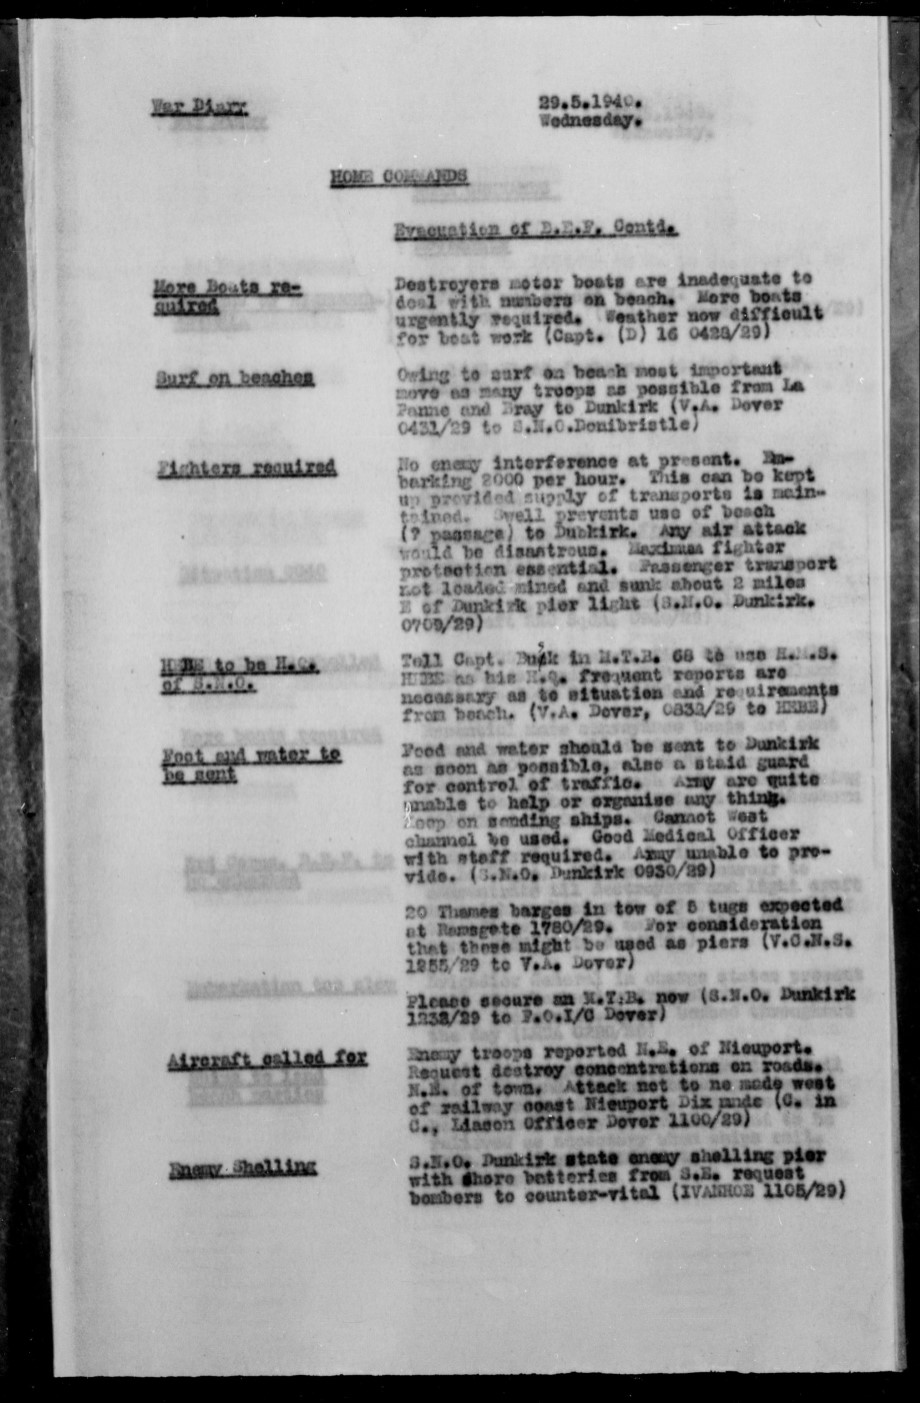 War Diary
29.5.1940.
Wednesday.
HOME COMMANDS
Evacuation of B.E.F. Contd.
More Boats re-
quired
Destroyers motor boats are inadequate to
deal with numbers on beach. More boats
urgently required. Weather now difficult
for boat work (Capt. (D) 16 0428/29)
Surf on beaches
Owing to surf on beach most important
move as many troops as possible from La
Panne and Bray to Dunkirk (V.A. Dover
0431/29 to S.N.O.Donibristle)
Fighters required
No enemy interference at present. Em-
barking 2000 per hour. This can be kept
up provided supply of transports is main-
tained. Swell prevents use of beach
(? passage) to Dunkirk. Any air attack
would be disastrous. Maximum fighter
protection essential. Passenger transport
not loaded mined and sunk about 2 miles
E of Dunkirk pier light (S.N.O. Dunkirk.
0709/29)
HEBE to be H.Q.
of S.N.O.
Tell Capt. in M.T.B. 68 to use H.M.S.
HEBE as his H.Q. frequent reports are
necessary as to situation and requirements
from beach. (V.A. Dover, 0832/29 to HEBE)
Foot and water to
be sent
Food and water should be sent to Dunkirk
as soon as possible, also a staid guard
for control of traffic. Army are quite
unable to help or organise any thing.
Keep on sending ships. Cannot West
channel be used. Good Medical Officer
with staff required. Army unable to pro-
vide. (S.N.O. Dunkirk 0930/29)
20 Thames barges in tow of 5 tugs expected
at Ramsgate 1780/29. For consideration
that these might be used as piers (V.C.N.S.
1255/29 to V.A. Dover)
Please secure an M.T.B. now (S.N.O. Dunkirk
1238/29 to F.O.I/C Dover)
Aircraft called for
Enemy troops reported N.E. of Nieuport.
Request destroy concentrations on roads.
N.E. of town. Attack not to ne made west
of railway coast Nieuport Dix mude (C. in
C., Liason Officer Dover 1100/29)
Enemy Shelling
S.N.O. Dunkirk state enemy shelling pier
with shore batteries from S.E. request
bombers to counter-vital (IVANHOE 1105/29)